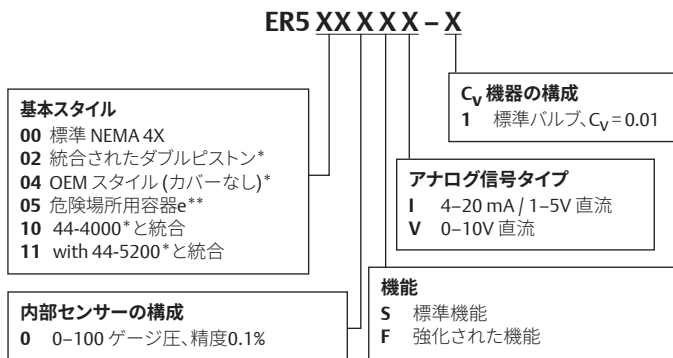 ER5 XX X X X – X
基本スタイル
00 標準 NEMA 4X
02 統合されたダブルピストン*
04 OEM スタイル (カバーなし)*
05 危険場所用容器e**
10 44-4000*と統合
11 with 44-5200*と統合
内部センサーの構成
0 0–100 ゲージ圧、精度0.1%
CV 機器の構成
1 標準バルブ、CV = 0.01
アナログ信号タイプ
I 4–20 mA / 1–5V 直流
V 0–10V 直流
機能
S 標準機能
F 強化された機能